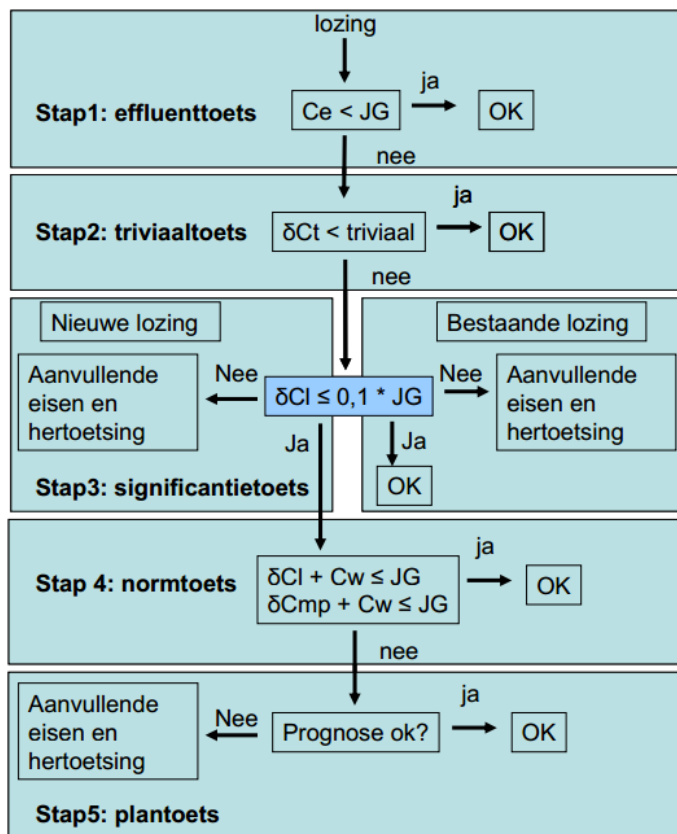 lozing
Stap1: effluenttoets
Ce < JG
ja
OK
nee
Stap2: triviaaltoets
δCt < triviaal
ja
OK
nee
Nieuwe lozing
Bestaande lozing
Aanvullende
eisen en
hertoetsing
Nee
δCl ≤ 0,1 * JG
Nee
Aanvullende
eisen en
hertoetsing
Ja
Ja
OK
Stap3: significantietoets
Stap 4: normtoets
δCl + Cw ≤ JG
δCmp + Cw ≤ JG
ja
OK
nee
Aanvullende
eisen en
hertoetsing
Nee
Prognose ok?
ja
OK
Stap5: plantoets